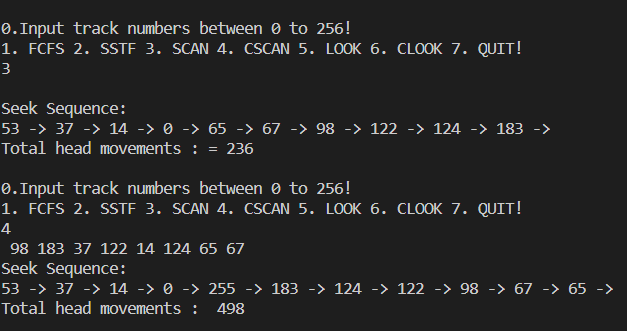 0.Input track numbers between 0 to 256!
1. FCFS 2. SSTF 3. SCAN 4. CSCAN 5. LOOK 6. CLOOK 7. QUIT!
3
Seek Sequence:
53 -> 37 -> 14 -> 0 -> 65 -> 67 -> 98 -> 122 -> 124 -> 183 ->
Total head movements : = 236
0.Input track numbers between 0 to 256!
1. FCFS 2. SSTF 3. SCAN 4. CSCAN 5. LOOK 6. CLOOK 7. QUIT!
4
98 183 37 122 14 124 65 67
Seek Sequence:
53 -> 37 -> 14 -> 0 -> 255 -> 183 -> 124 -> 122 -> 98 -> 67 -> 65 ->
Total head movements :  498